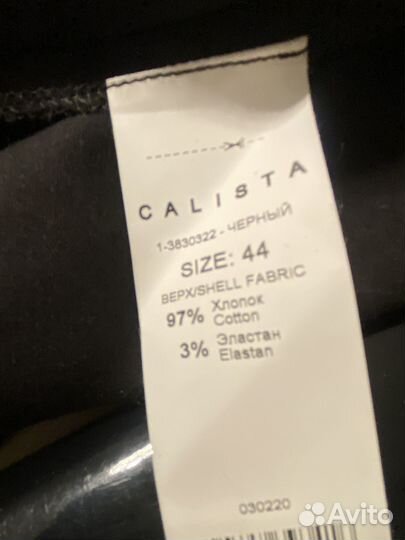 CALISTA
1-3830322 - ЧЕРНЫЙ
SIZE: 44
ВЕРХ/SHELL FABRIC
97% Хлопок
Cotton
3% Эластан
Elastan
030220
Avito